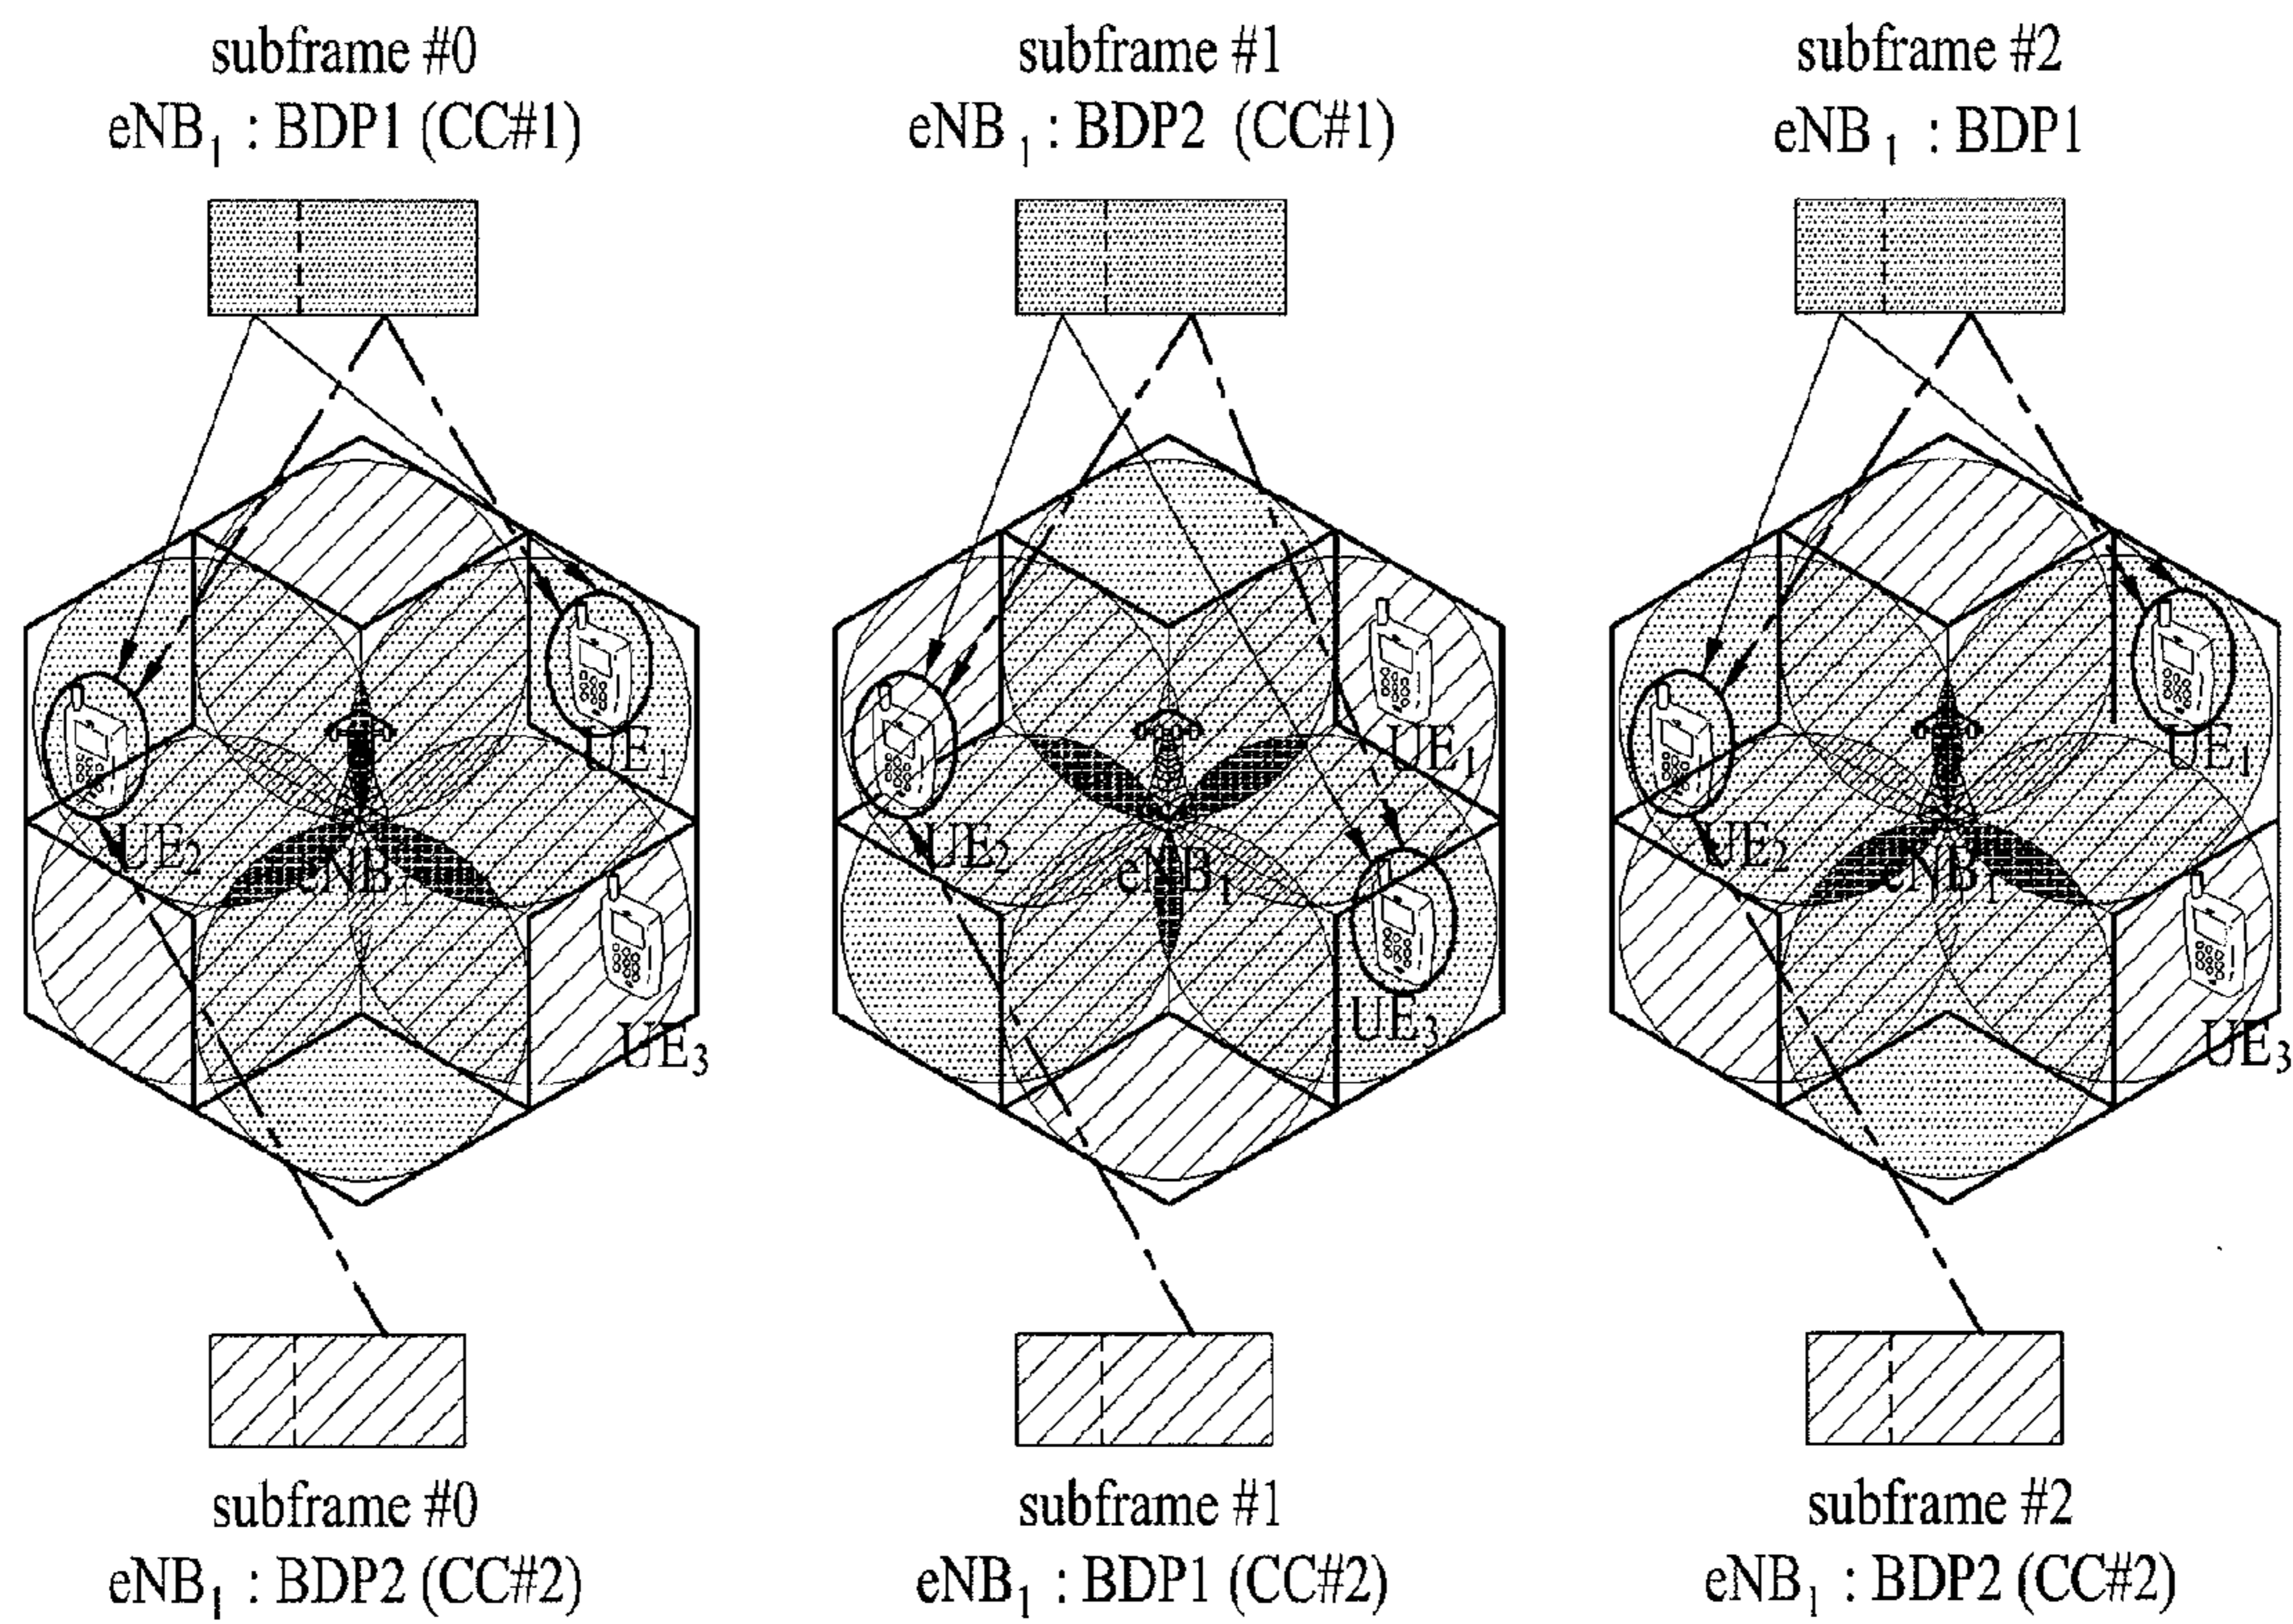 subframe #0
eNB1 : BDP1 (CC#1)
subframe #1
eNB1 : BDP2 (CC#1)
subframe #2
eNB1 : BDP1
UE1
UE2
eNB1
UE3
UE1
UE2
eNB1
UE3
UE1
UE2
eNB1
UE3
subframe #0
eNB1 : BDP2 (CC#2)
subframe #1
eNB1 : BDP1 (CC#2)
subframe #2
eNB1 : BDP2 (CC#2)